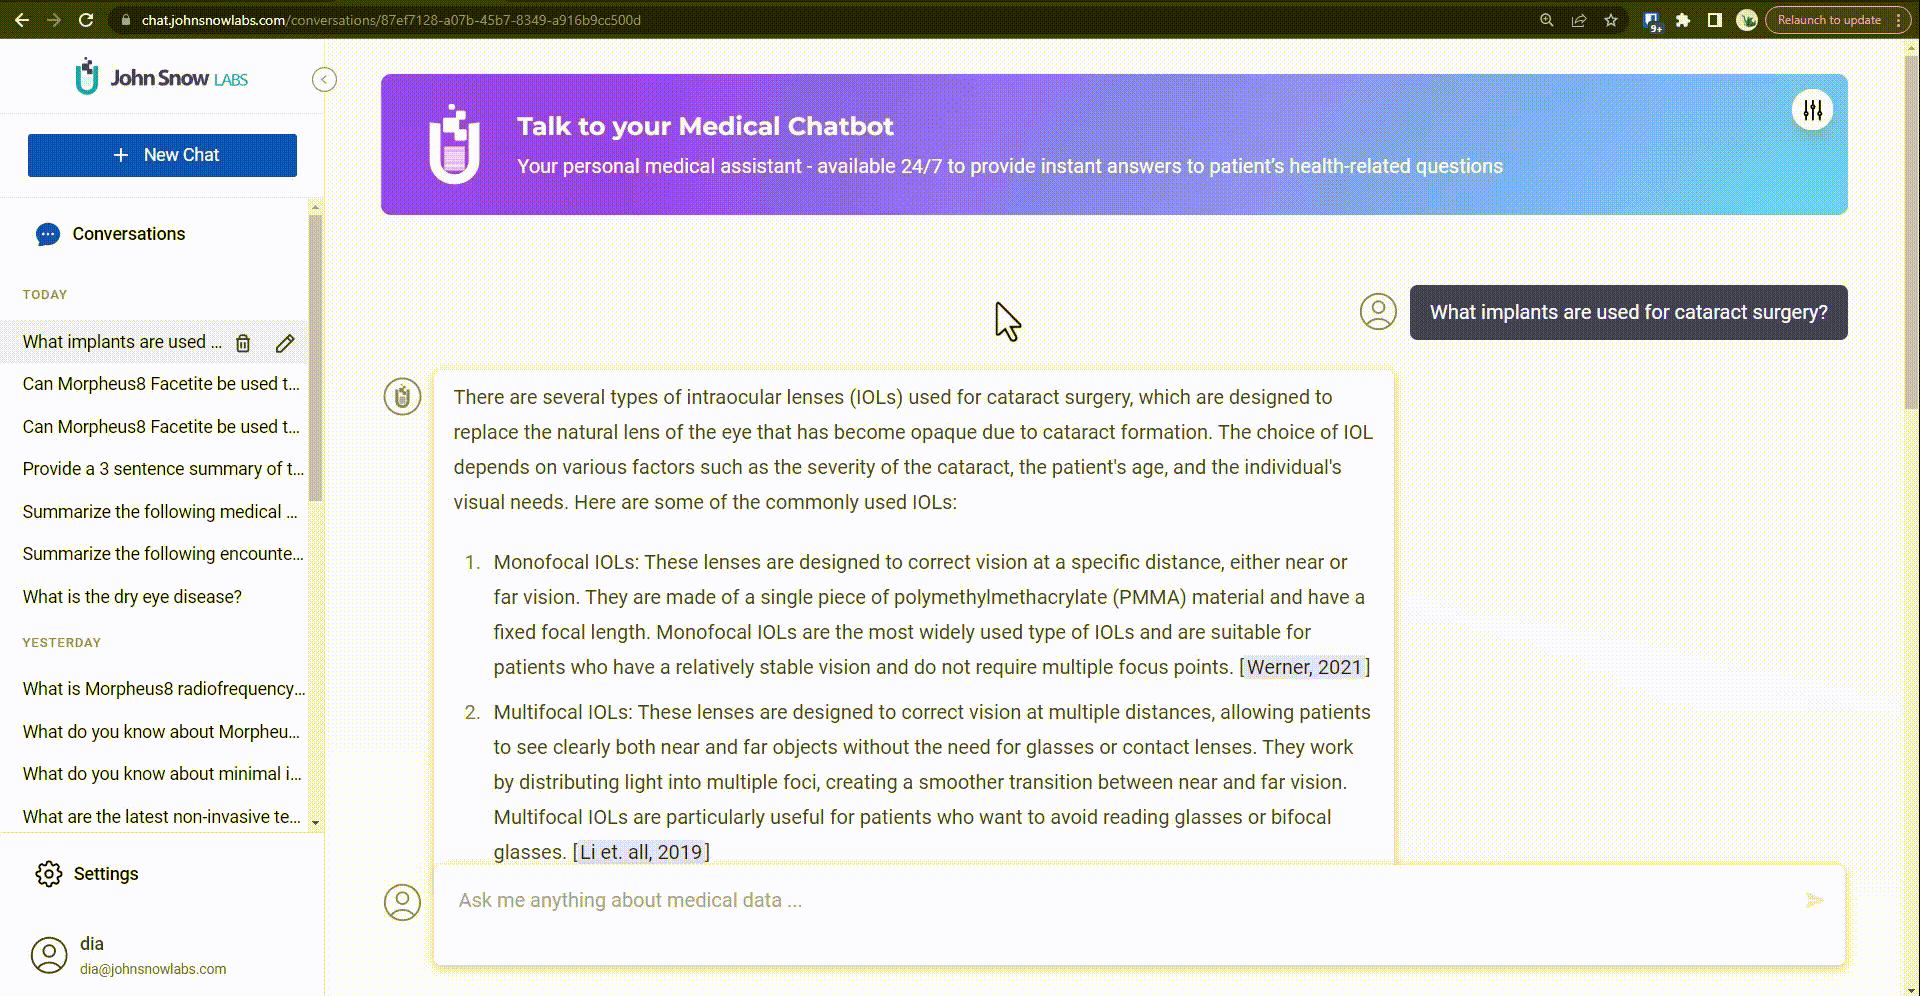 chat.johnsnowlabs.com/conversations/87ef7128-a07b-45b7-8349-a916b9cc500d
9+
Relaunch to update
John Snow LABS
+ New Chat
Conversations
TODAY
What implants are used ...
Can Morpheus8 Facetite be used t...
Can Morpheus8 Facetite be used t...
Provide a 3 sentence summary of t...
Summarize the following medical ...
Summarize the following encounte...
What is the dry eye disease?
YESTERDAY
What is Morpheus8 radiofrequency...
What do you know about Morpheu...
What do you know about minimal i...
What are the latest non-invasive te...
Settings
dia
dia@johnsnowlabs.com
Talk to your Medical Chatbot
Your personal medical assistant - available 24/7 to provide instant answers to patient's health-related questions
What implants are used for cataract surgery?
There are several types of intraocular lenses (IOLs) used for cataract surgery, which are designed to
replace the natural lens of the eye that has become opaque due to cataract formation. The choice of IOL
depends on various factors such as the severity of the cataract, the patient's age, and the individual's
visual needs. Here are some of the commonly used IOLs:
1. Monofocal IOLs: These lenses are designed to correct vision at a specific distance, either near or
far vision. They are made of a single piece of polymethylmethacrylate (PMMA) material and have a
fixed focal length. Monofocal IOLs are the most widely used type of IOLs and are suitable for
patients who have a relatively stable vision and do not require multiple focus points. [Werner, 2021]
2. Multifocal IOLs: These lenses are designed to correct vision at multiple distances, allowing patients
to see clearly both near and far objects without the need for glasses or contact lenses. They work
by distributing light into multiple foci, creating a smoother transition between near and far vision.
Multifocal IOLs are particularly useful for patients who want to avoid reading glasses or bifocal
glasses. [Li et. all, 2019]
Ask me anything about medical data ...